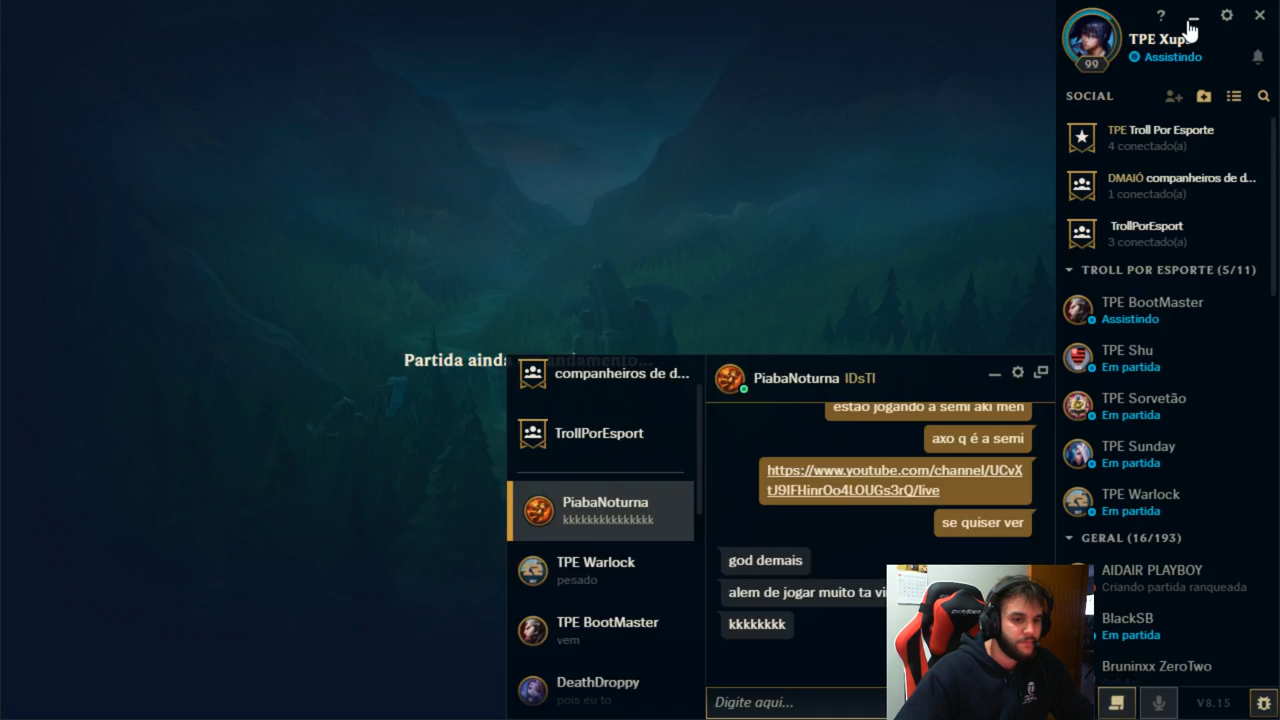 ?
TPE Xups
99
Assistindo
SOCIAL
TPE Troll Por Esporte
4 conectado(a)
DMAIÓ companheiros de d...
1 conectado(a)
TrollPorEsport
3 conectado(a)
TROLL POR ESPORTE (5/11)
TPE BootMaster
Assistindo
TPE Shu
Em partida
TPE Sorvetão
Em partida
TPE Sunday
Em partida
TPE Warlock
Em partida
GERAL (16/193)
AIDAIR PLAYBOY
Criando partida ranqueada
BlackSB
Em partida
Bruninxx ZeroTwo
V8.15
Partida ainda em andamento...
companheiros de d...
TrollPorEsport
PiabaNoturna
kkkkkkkkkkkkkkk
TPE Warlock
pesado
TPE BootMaster
vem
DeathDroppy
pois eu to
PiabaNoturna IDsTI
estao jogando a semi aki men
axo q é a semi
https://www.youtube.com/channel/UCvX
tJ9IFHinrOo4LOUGs3rQ/live
se quiser ver
god demais
alem de jogar muito ta vi
kkkkkkkk
Digite aqui...